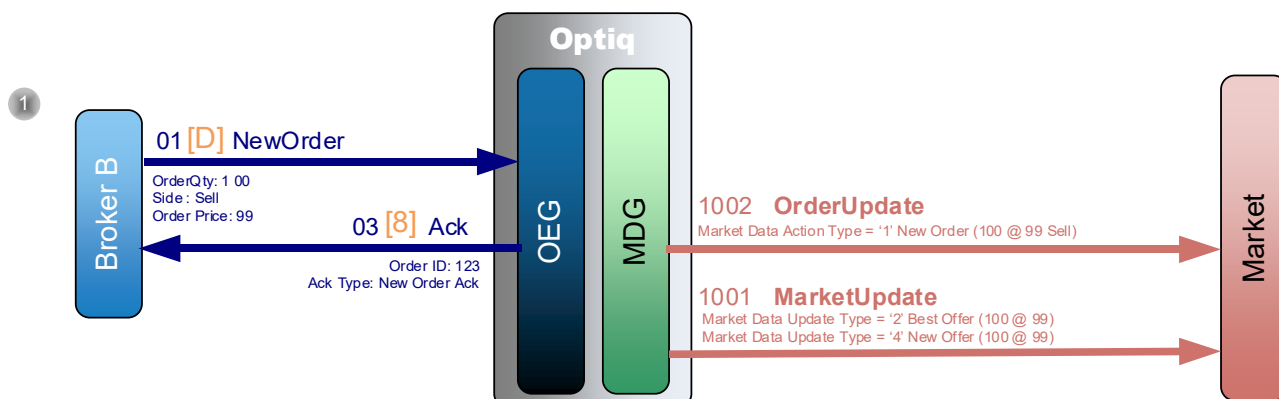 Optiq
1
Broker B
01 [D] NewOrder
OrderQty: 1 00
Side : Sell
Order Price: 99
03 [8] Ack
Order ID: 123
Ack Type: New Order Ack
OEG
MDG
1002 OrderUpdate
Market Data Action Type = ‘1’ New Order (100 @ 99 Sell)
1001 MarketUpdate
Market Data Update Type = ‘2’ Best Offer (100 @ 99)
Market Data Update Type = ‘4’ New Offer (100 @ 99)
Market